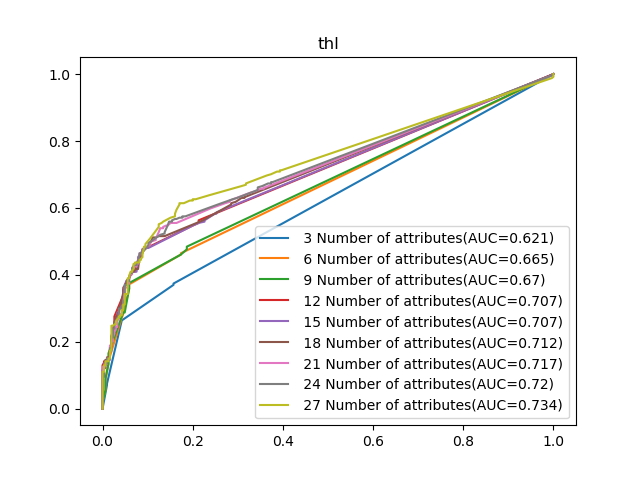 thl
1.0
0.8
0.6
0.4
0.2
0.0
3 Number of attributes(AUC=0.621)
6 Number of attributes(AUC=0.665)
9 Number of attributes(AUC=0.67)
12 Number of attributes(AUC=0.707)
15 Number of attributes(AUC=0.707)
18 Number of attributes(AUC=0.712)
21 Number of attributes(AUC=0.717)
24 Number of attributes(AUC=0.72)
27 Number of attributes(AUC=0.734)
0.0 0.2 0.4 0.6 0.8 1.0